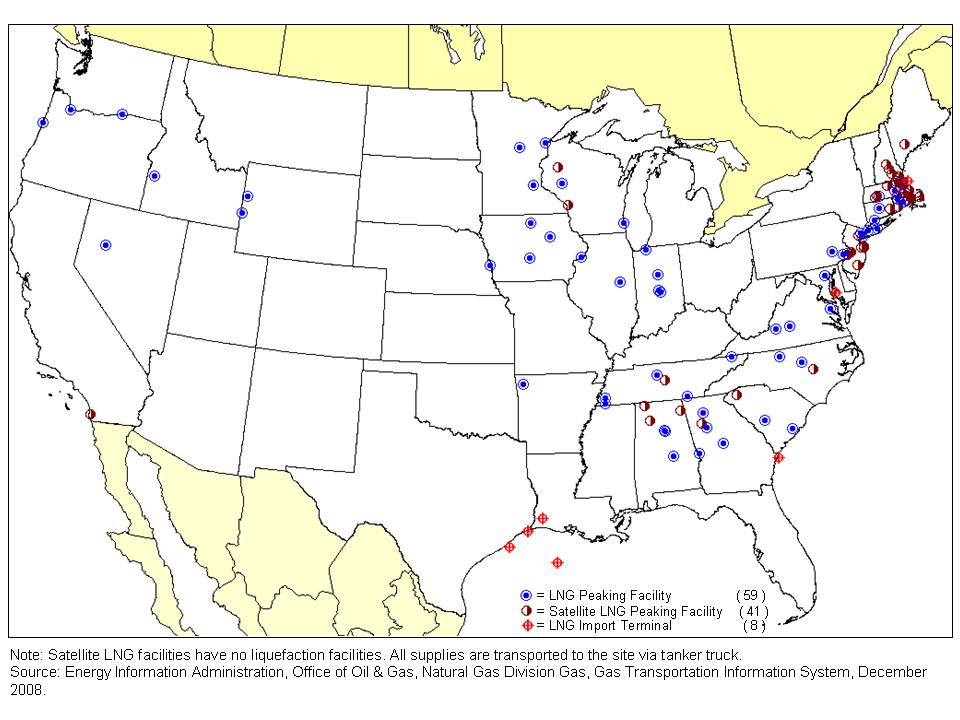 = LNG Peaking Facility (59)
= Satellite LNG Peaking Facility (41)
= LNG Import Terminal (8)
Note: Satellite LNG facilities have no liquefaction facilities. All supplies are transported to the site via tanker truck.
Source: Energy Information Administration, Office of Oil & Gas, Natural Gas Division Gas, Gas Transportation Information System, December
2008.